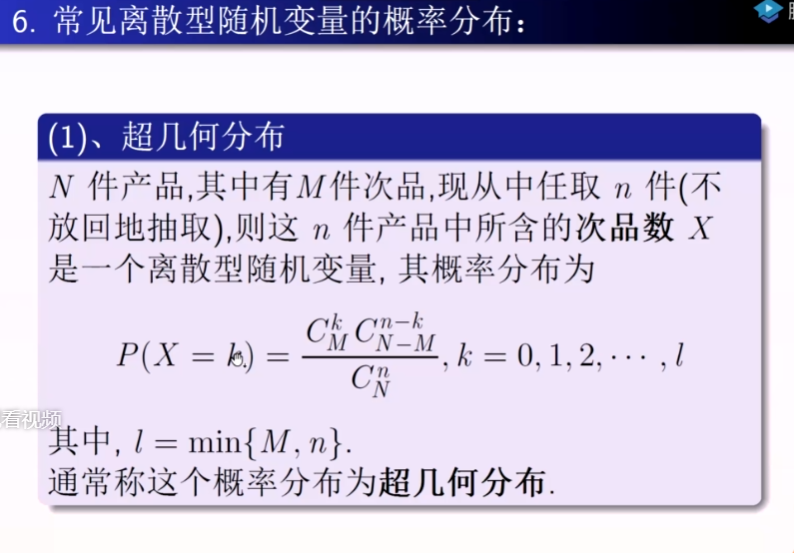 6. 常见离散型随机变量的概率分布:
(1)、超几何分布
N 件产品,其中有M件次品,现从中任取 n 件(不
放回地抽取),则这 n 件产品中所含的次品数 X
是一个离散型随机变量, 其概率分布为
P(X = k) = \frac{C_M^k C_{N-M}^{n-k}}{C_N^n}, k = 0, 1, 2, ⋯ , l
看视频
其中, l = min{M, n}.
通常称这个概率分布为超几何分布.